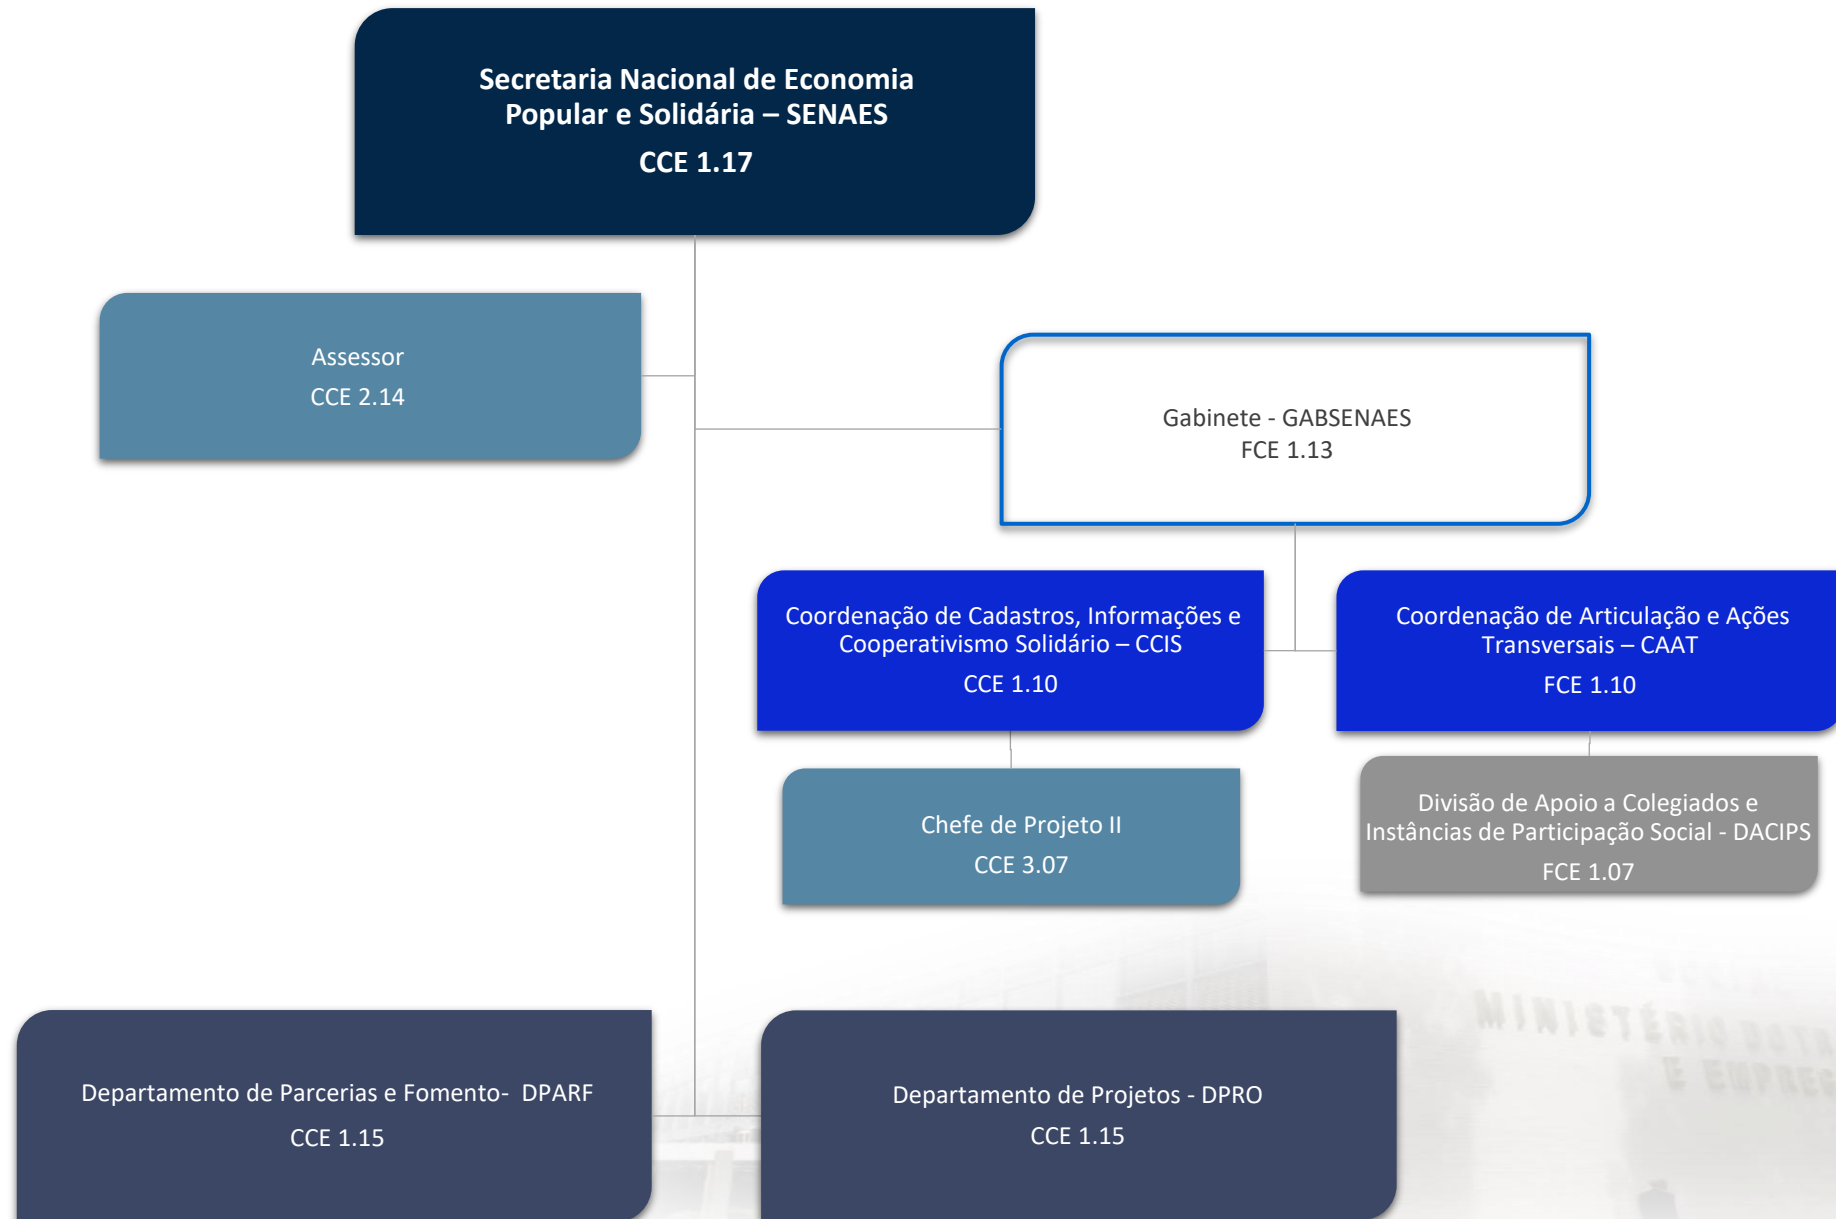 Secretaria Nacional de Economia
Popular e Solidária – SENAES
CCE 1.17
Assessor
CCE 2.14
Gabinete - GABSENAES
FCE 1.13
Coordenação de Cadastros, Informações e
Cooperativismo Solidário – CCIS
CCE 1.10
Coordenação de Articulação e Ações
Transversais – CAAT
FCE 1.10
Chefe de Projeto II
CCE 3.07
Divisão de Apoio a Colegiados e
Instâncias de Participação Social - DACIPS
FCE 1.07
MINISTÉRIO
Departamento de Parcerias e Fomento- DPARF
CCE 1.15
Departamento de Projetos - DPRO
CCE 1.15